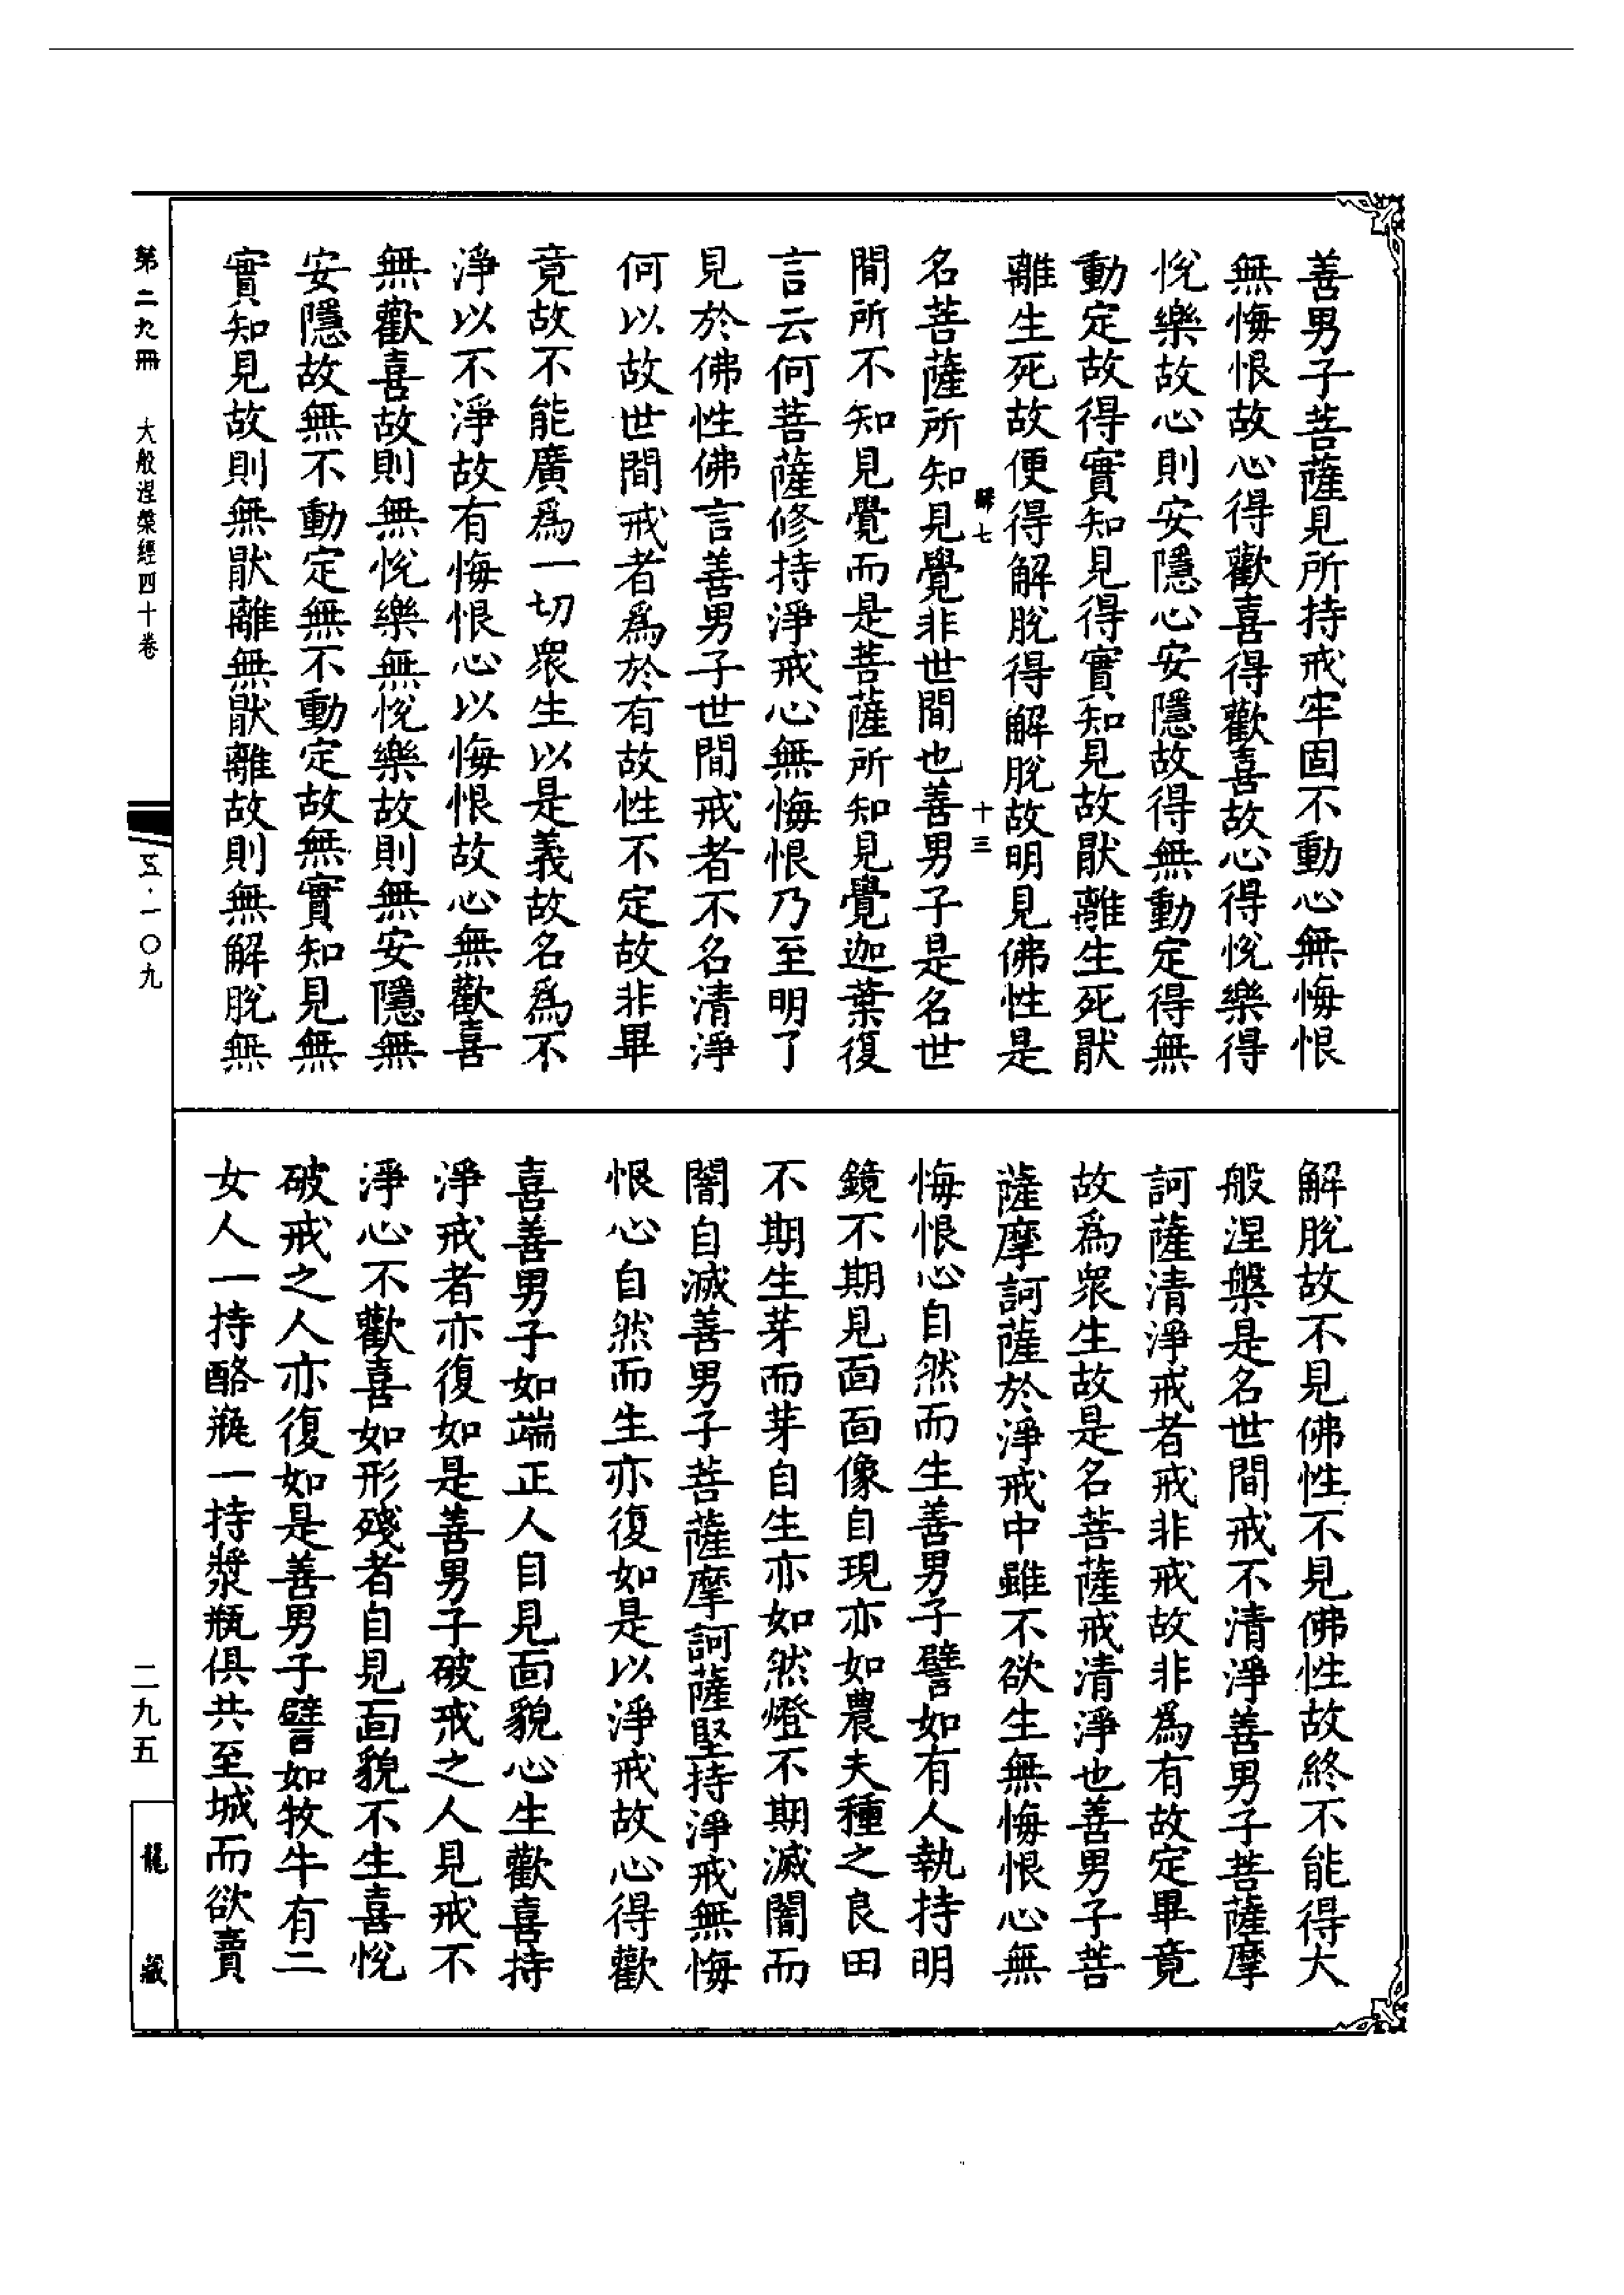 善男子菩薩見所持戒牢固不動心無悔恨
無悔恨故心得歡喜得歡喜故心得悅樂得
悅樂故心則安隱心安隱故得無動定得無
動定故得實知見得實知見故猒離生死猒
離生死故便得解脫得解脫故明見佛性是
七 十三
名菩薩所知見覺非世間也善男子是名世
間所不知見覺而是菩薩所知見覺迦葉復
言云何菩薩修持淨戒心無悔恨乃至明了
見於佛性佛言善男子世間戒者不名清淨
何以故世間戒者爲於有故性不定故非畢
竟故不能廣爲一切衆生以是義故名爲不
淨以不淨故有悔恨心以悔恨故心無歡喜
無歡喜故則無悅樂無悅樂故則無安隱無
安隱故無不動定無不動定故無實知見無
實知見故則無猒離無猒離故則無解脫無
解脫故不見佛性不見佛性故終不能得大
般涅槃是名世間戒不清淨善男子菩薩摩
訶薩清淨戒者戒非戒故非爲有故定畢竟
故爲衆生故是名菩薩戒清淨也善男子菩
薩摩訶薩於淨戒中雖不欲生無悔恨心無
悔恨心自然而生善男子譬如有人執持明
鏡不期見面面像自現亦如農夫種之良田
不期生芽而芽自生亦如然燈不期滅闇而
闇自滅善男子菩薩摩訶薩堅持淨戒無悔
恨心自然而生亦復如是以淨戒故心得歡
喜善男子如端正人自見面貌心生歡喜持
淨戒者亦復如是善男子破戒之人見戒不
淨心不歡喜如形殘者自見面貌不生喜悅
破戒之人亦復如是善男子譬如牧牛有二
女人一持酪瓶一持漿瓶俱共至城而欲賣
第二九冊 大般涅槃經四十卷
五·一〇九
二九五
龍藏